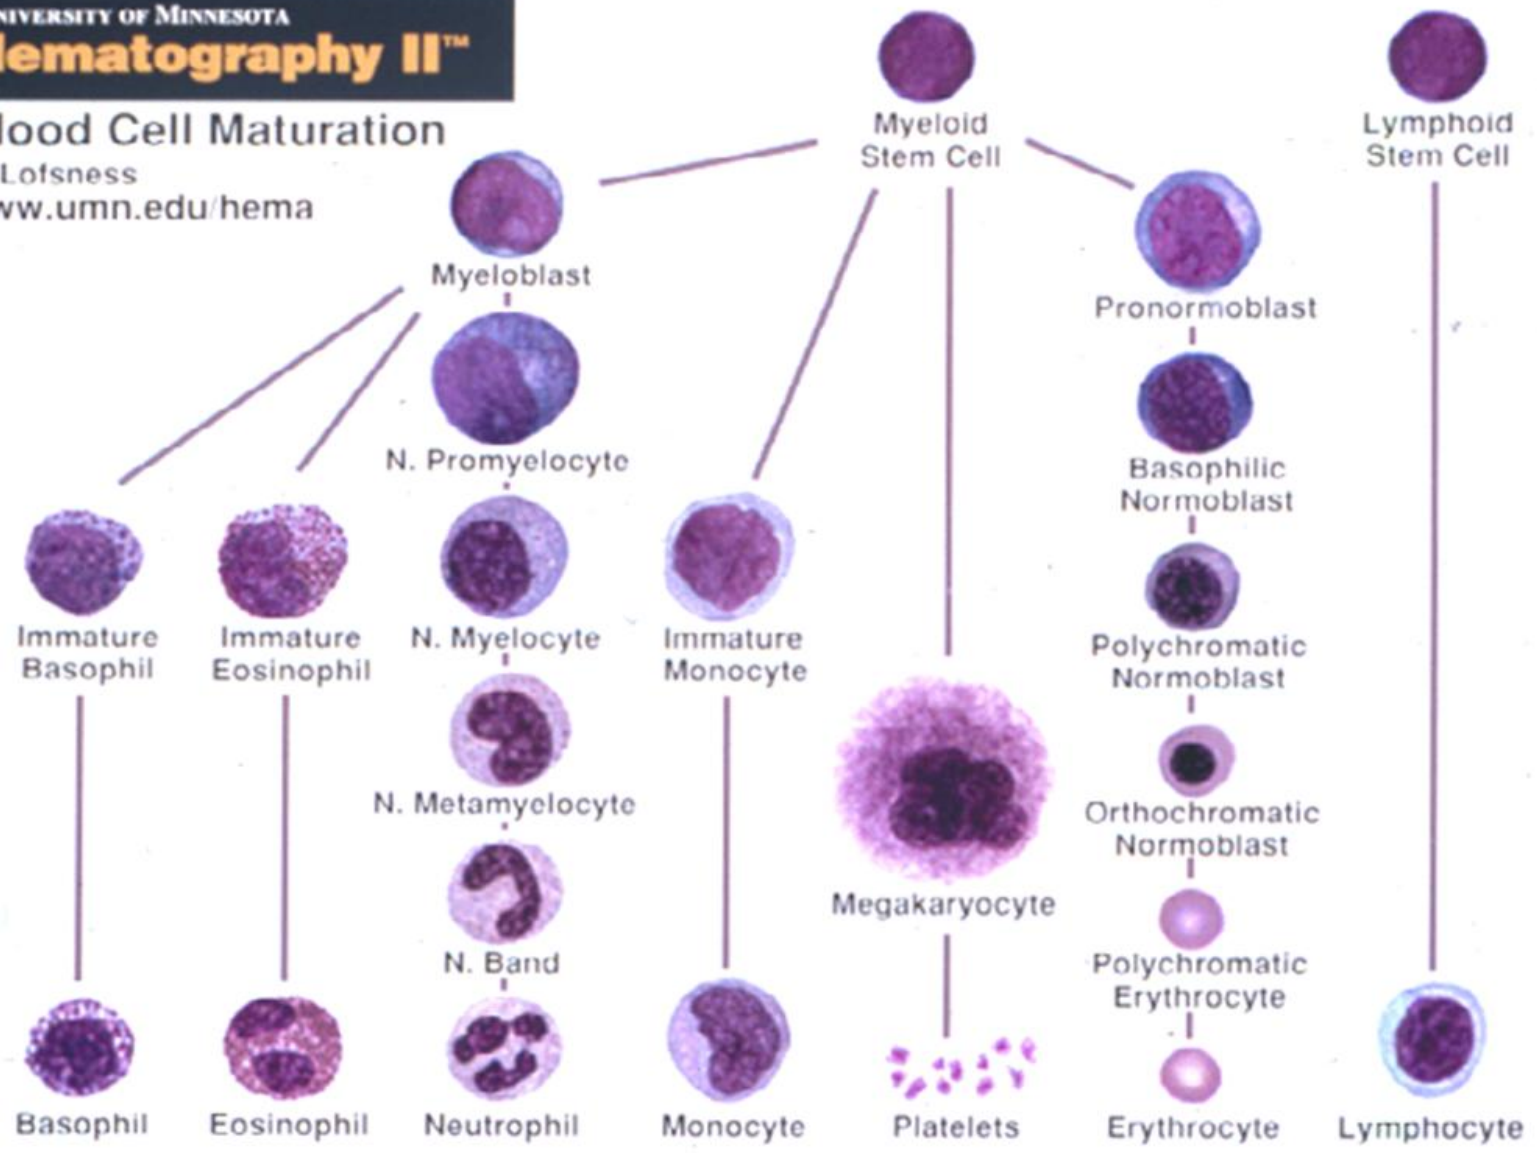 NIVERSITY OF MINNESOTA
lematography II™
lood Cell Maturation
Lofsness
ww.umn.edu/hema
Myeloid
Stem Cell
Lymphoid
Stem Cell
Myeloblast
Pronormoblast
N. Promyelocyte
Basophilic
Normoblast
Immature
Basophil
Immature
Eosinophil
N. Myelocyte
Immature
Monocyte
Polychromatic
Normoblast
N. Metamyelocyte
Orthochromatic
Normoblast
Megakaryocyte
N. Band
Polychromatic
Erythrocyte
Basophil
Eosinophil
Neutrophil
Monocyte
Platelets
Erythrocyte
Lymphocyte